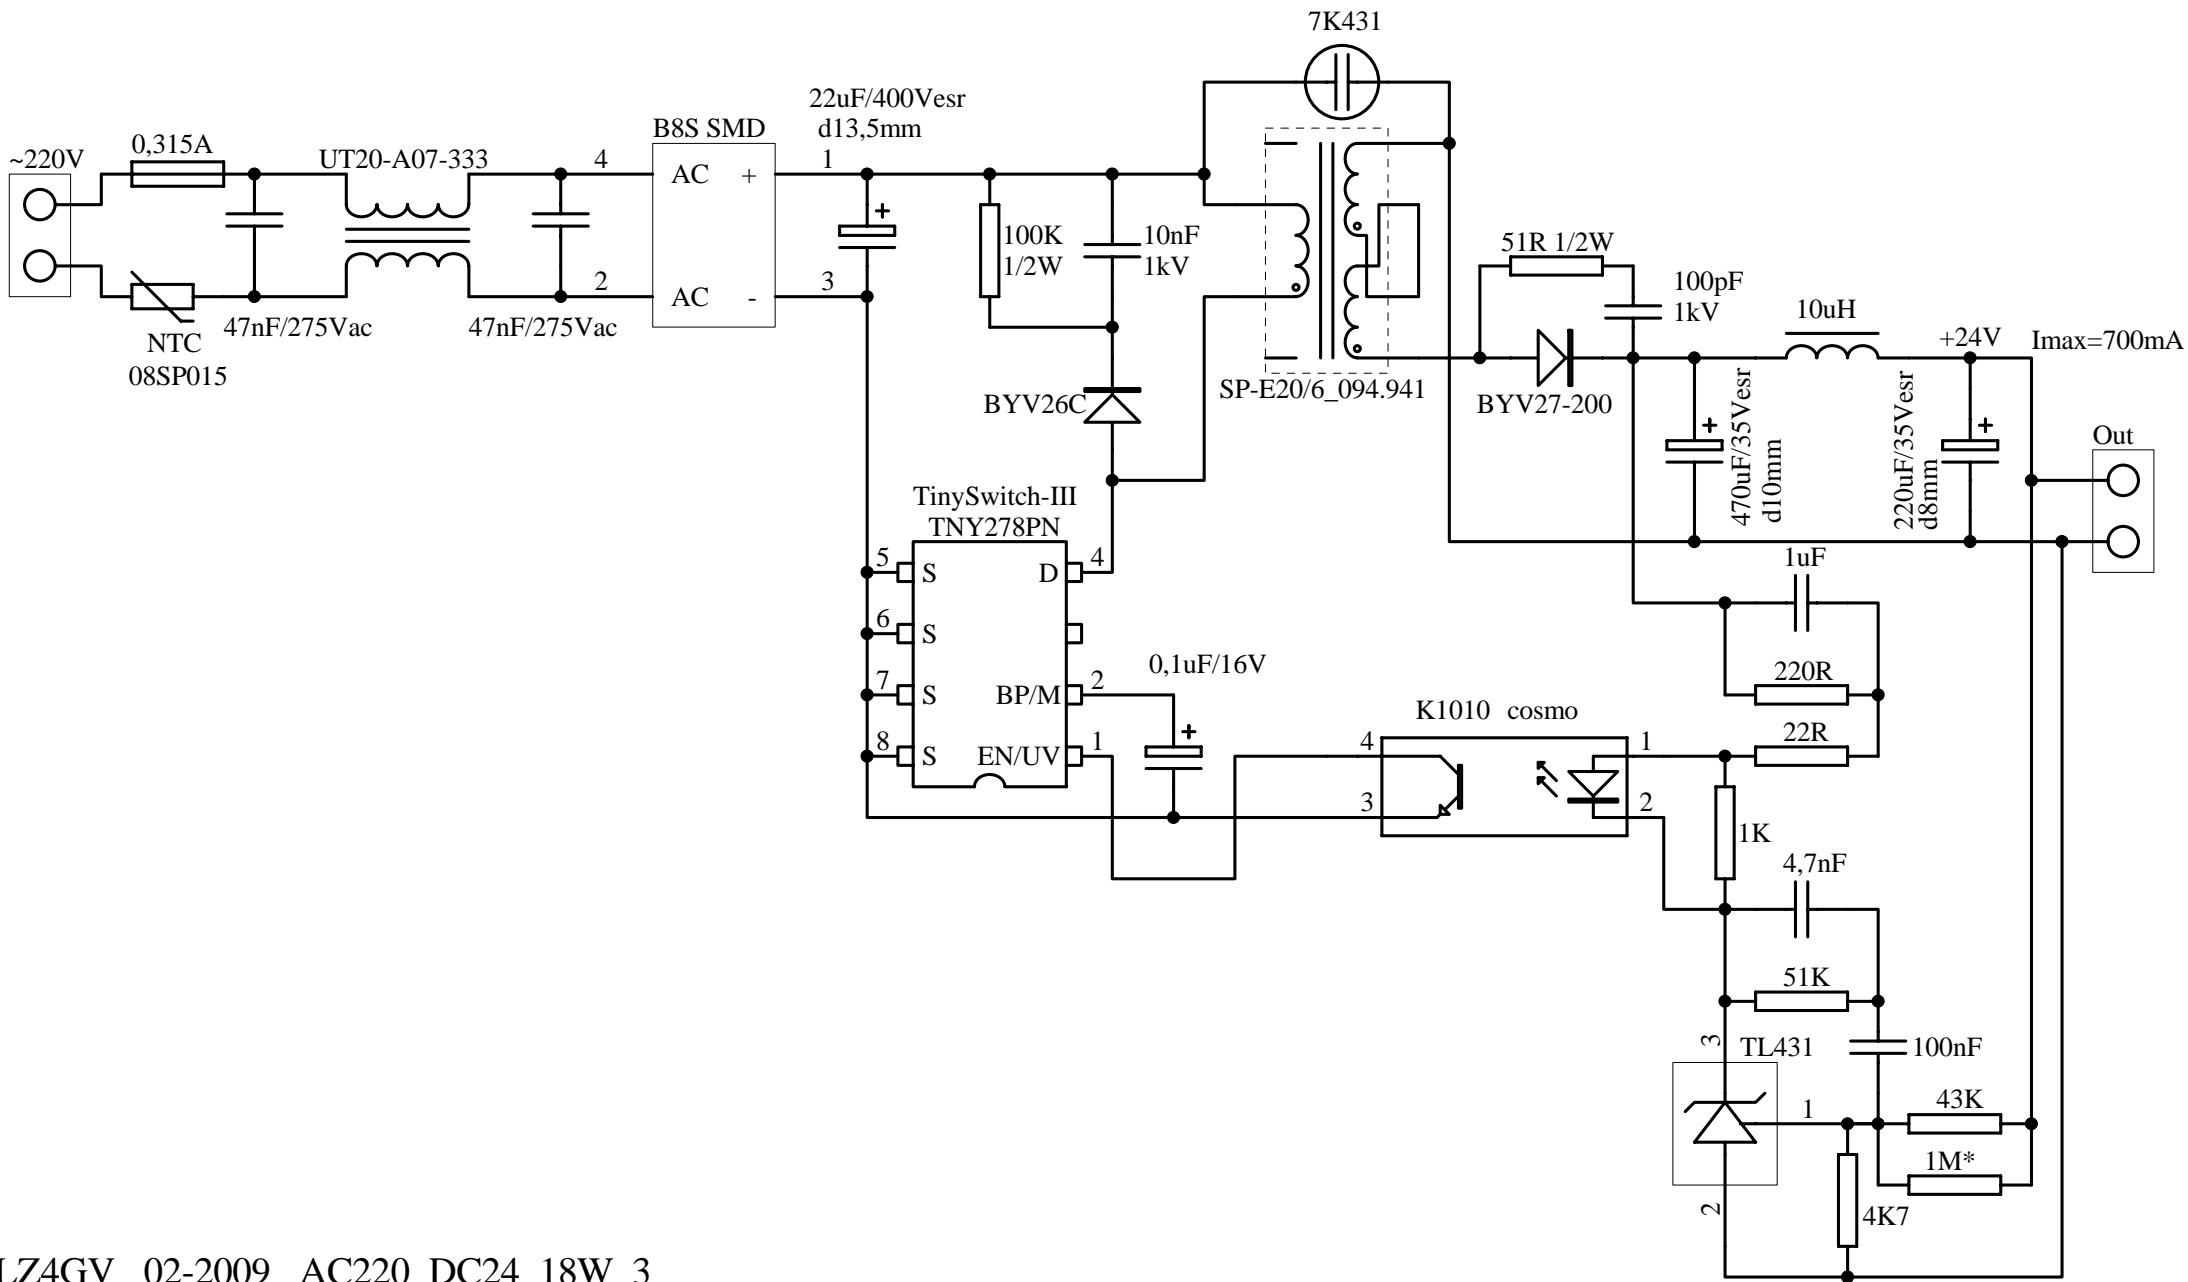 7K431
22uF/400Vesr
d13,5mm
B8S SMD
0,315A
~220V
UT20-A07-333
4
1
AC +
2
3
AC -
47nF/275Vac
47nF/275Vac
NTC
08SP015
100K
1/2W
10nF
1kV
51R 1/2W
100pF
1kV
10uH
+24V
Imax=700mA
SP-E20/6_094.941
BYV26C
BYV27-200
470uF/35Vesr
d10mm
220uF/35Vesr
d8mm
Out
TinySwitch-III
TNY278PN
5 S D 4
6 S
7 S BP/M 2
8 S EN/UV 1
0,1uF/16V
1uF
220R
22R
K1010 cosmo
4
3
1
2
1K
4,7nF
51K
3
TL431
100nF
1
43K
1M*
2
4K7
LZ4GV 02-2009 AC220_DC24_18W_3